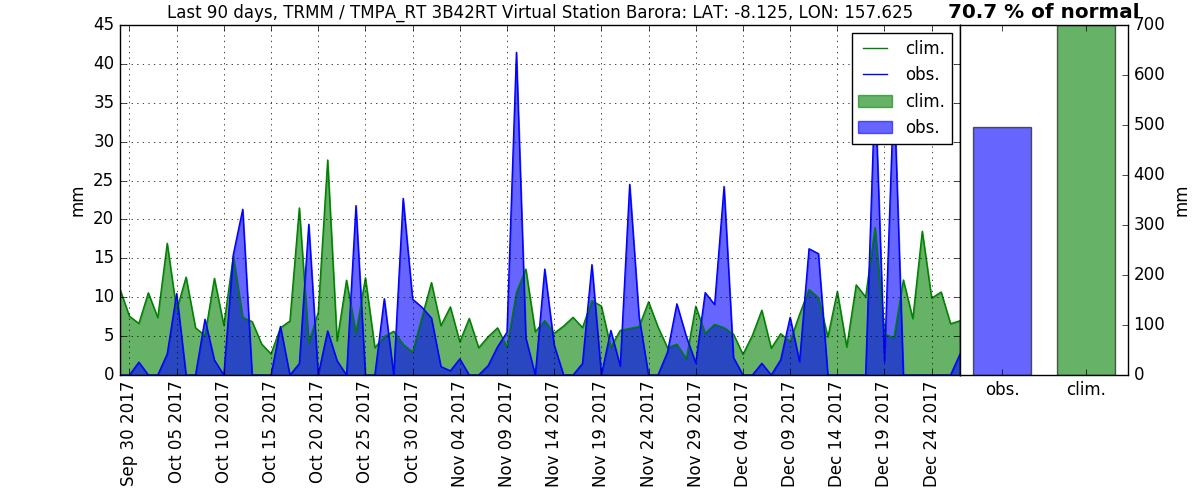 Last 90 days, TRMM / TMPA_RT 3B42RT Virtual Station Barora: LAT: -8.125, LON: 157.625
70.7 % of normal
45
40
35
30
25
20
15
10
5
0
mm
clim.
obs.
clim.
obs.
700
600
500
400
300
200
100
0
mm
obs.
clim.
Sep 30 2017
Oct 05 2017
Oct 10 2017
Oct 15 2017
Oct 20 2017
Oct 25 2017
Oct 30 2017
Nov 04 2017
Nov 09 2017
Nov 14 2017
Nov 19 2017
Nov 24 2017
Nov 29 2017
Dec 04 2017
Dec 09 2017
Dec 14 2017
Dec 19 2017
Dec 24 2017